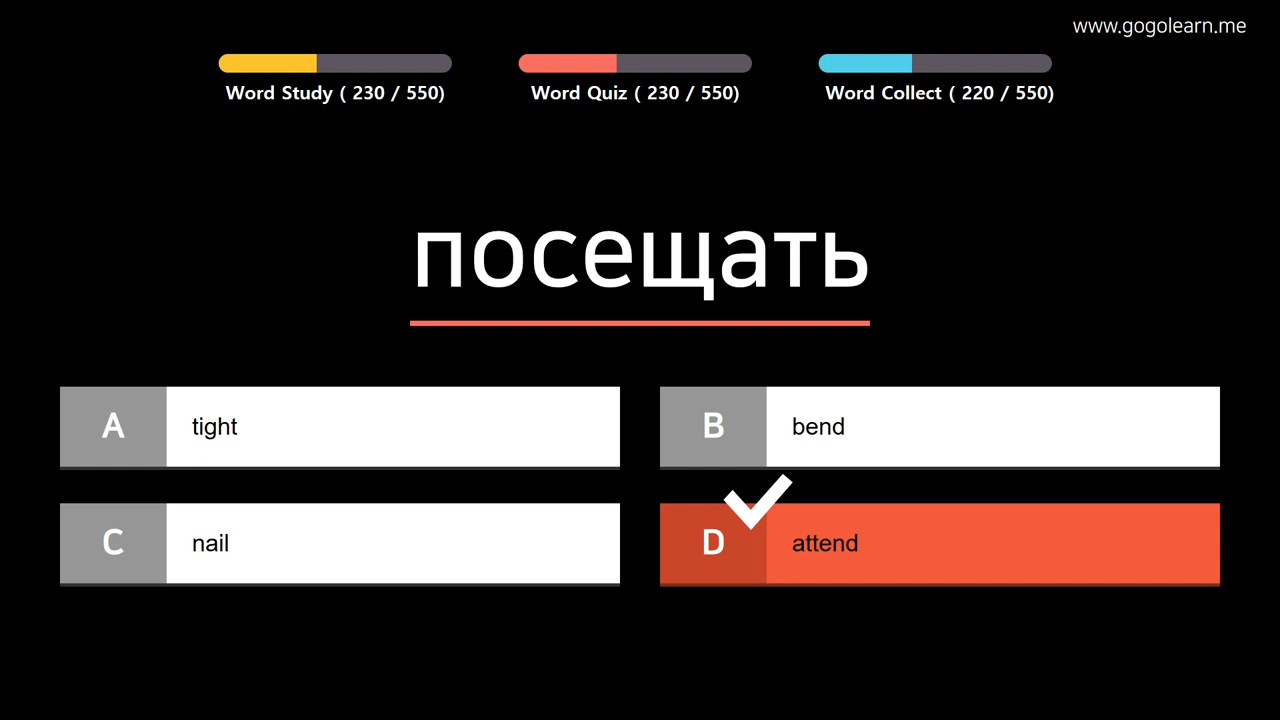 www.gogolearn.me
Word Study ( 230 / 550)
Word Quiz ( 230 / 550)
Word Collect ( 220 / 550)
посещать
A tight
B bend
C nail
D attend